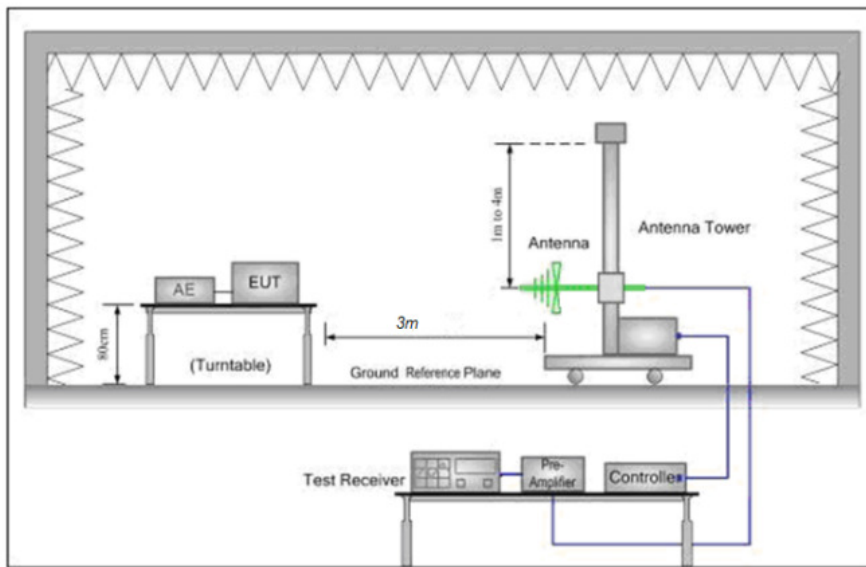 1m to 4m
Antenna
Antenna Tower
AE
EUT
80cm
(Turntable)
3m
Ground Reference Plane
Test Receiver
Pre-
Amplifier
Controller